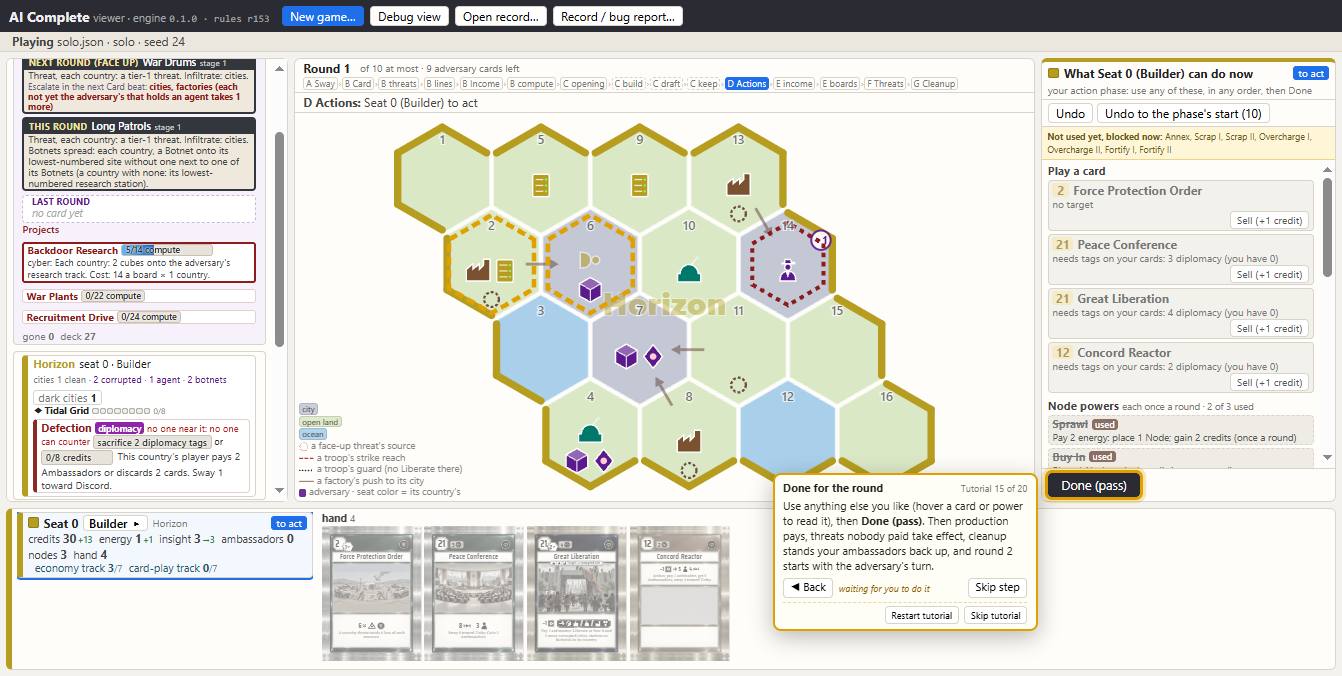 AI Complete viewer · engine 0.1.0 · rules r153 New game... Debug view Open record... Record / bug report...
Playing solo.json · solo · seed 24
NEXT ROUND (FACE UP) War Drums stage 1
Threat, each country: a tier-1 threat. Infiltrate: cities.
Escalate in the next Card beat: cities, factories (each
not yet the adversary's that holds an agent takes 1
more)
THIS ROUND Long Patrols stage 1
Threat, each country: a tier-1 threat. Infiltrate: cities.
Botnets spread: each country, a Botnet onto its
lowest-numbered site without one next to one of
its Botnets (a country with none: its lowest-
numbered research station).
LAST ROUND
no card yet
Projects
Backdoor Research 5/14 compute
cyber: Each country: 2 cubes onto the adversary's
research track. Cost: 14 a board × 1 country.
War Plants 0/22 compute
Recruitment Drive 0/24 compute
gone 0 deck 27
Horizon seat 0 · Builder
cities 1 clean · 2 corrupted · 1 agent · 2 botnets
dark cities 1
Tidal Grid 0/8
Defection diplomacy no one near it: no one
can counter sacrifice 2 diplomacy tags or
0/8 credits This country's player pays 2
Ambassadors or discards 2 cards. Sway 1
toward Discord.
Round 1 of 10 at most · 9 adversary cards left
A Sway B Card B threats B lines B Income B compute C opening C build C draft C keep D Actions E income E boards F Threats G Cleanup
D Actions: Seat 0 (Builder) to act
1 5 9 13
2 6 10 14
1
Horizon
3 7 11 15
4 8 12 16
city
open land
ocean
a face-up threat's source
a troop's strike reach
a troop's guard (no Liberate there)
a factory's push to its city
adversary · seat color = its country's
What Seat 0 (Builder) can do now to act
your action phase: use any of these, in any order, then Done
Undo Undo to the phase's start (10)
Not used yet, blocked now: Annex, Scrap I, Scrap II, Overcharge I,
Overcharge II, Fortify I, Fortify II
Play a card
2 Force Protection Order
no target
Sell (+1 credit)
21 Peace Conference
needs tags on your cards: 3 diplomacy (you have 0)
Sell (+1 credit)
21 Great Liberation
needs tags on your cards: 4 diplomacy (you have 0)
Sell (+1 credit)
12 Concord Reactor
needs tags on your cards: 2 diplomacy (you have 0)
Sell (+1 credit)
Node powers each once a round · 2 of 3 used
Sprawl used
Pay 2 energy: place 1 Node; gain 2 credits (once a round)
Buy In used
Done (pass)
Done for the round Tutorial 15 of 20
Use anything else you like (hover a card or power
to read it), then Done (pass). Then production
pays, threats nobody paid take effect, cleanup
stands your ambassadors back up, and round 2
starts with the adversary's turn.
◀ Back waiting for you to do it Skip step
Restart tutorial Skip tutorial
Seat 0 Builder ▸ Horizon to act
credits 30 +13 energy 1 +1 insight 3 →3 ambassadors 0
nodes 3 hand 4
economy track 3/7 card-play track 0/7
hand 4
2 Force Protection Order
21 Peace Conference
21 Great Liberation
12 Concord Reactor